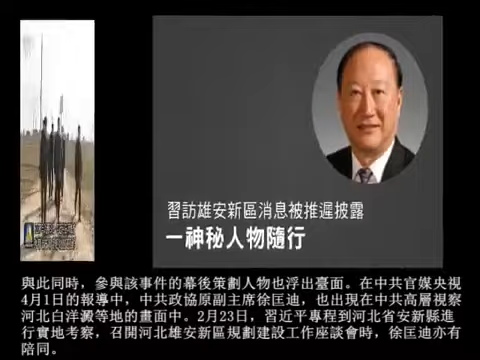 習訪雄安新區消息被推遲披露
一神秘人物隨行
與此同時，參與該事件的幕後策劃人物也浮出臺面。在中共官媒央視
4月1日的報導中，中共政協原副主席徐匡迪，也出現在中共高層視察
河北白洋澱等地的畫面中。2月23日，習近平專程到河北省安新縣進
行實地考察，召開河北雄安新區規劃建設工作座談會時，徐匡迪亦有
陪同。